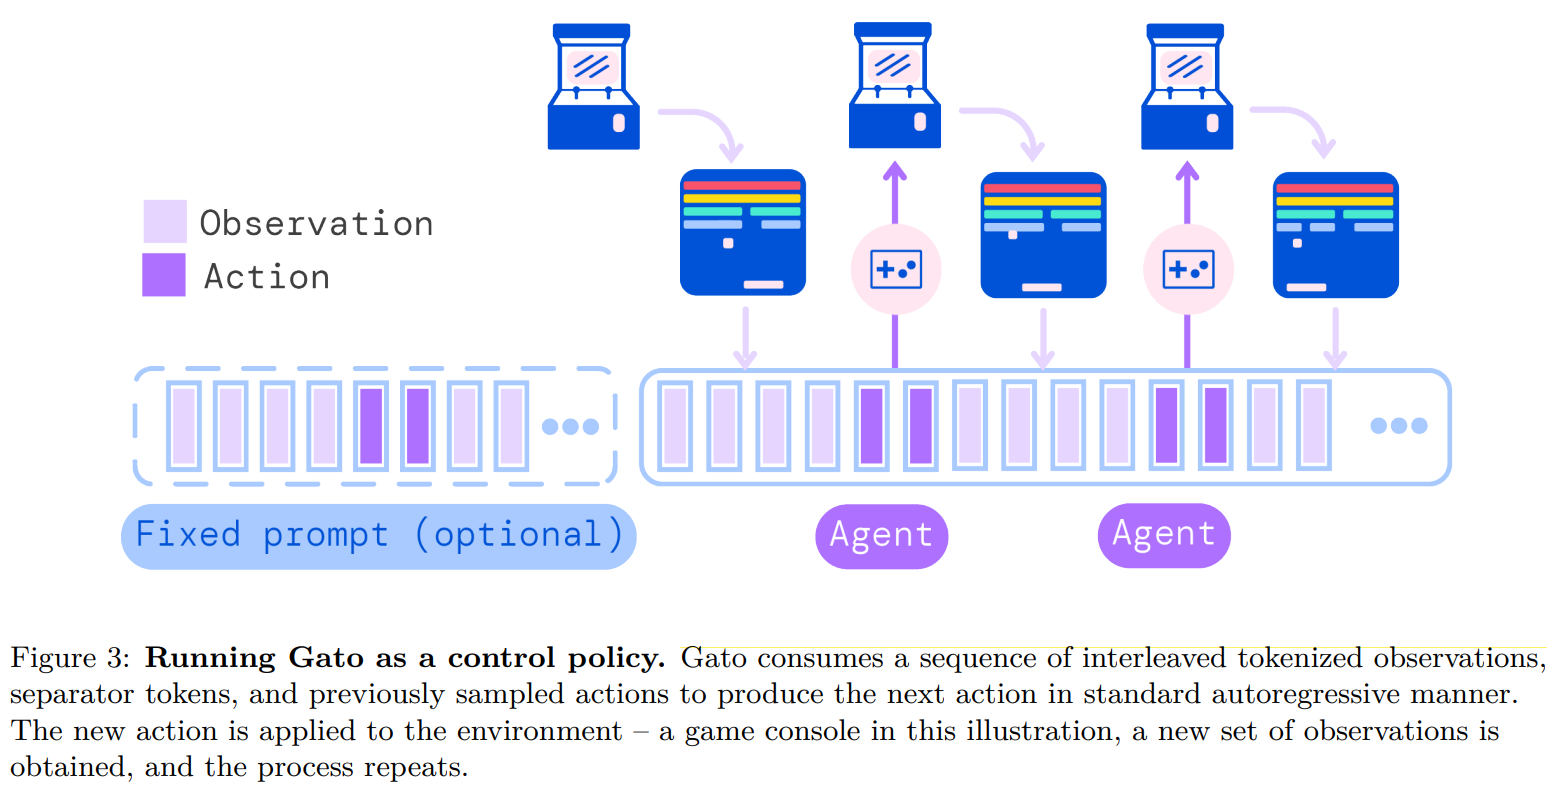 Observation
Action
Fixed prompt (optional)
Agent
Agent
Figure 3: Running Gato as a control policy. Gato consumes a sequence of interleaved tokenized observations,
separator tokens, and previously sampled actions to produce the next action in standard autoregressive manner.
The new action is applied to the environment – a game console in this illustration, a new set of observations is
obtained, and the process repeats.